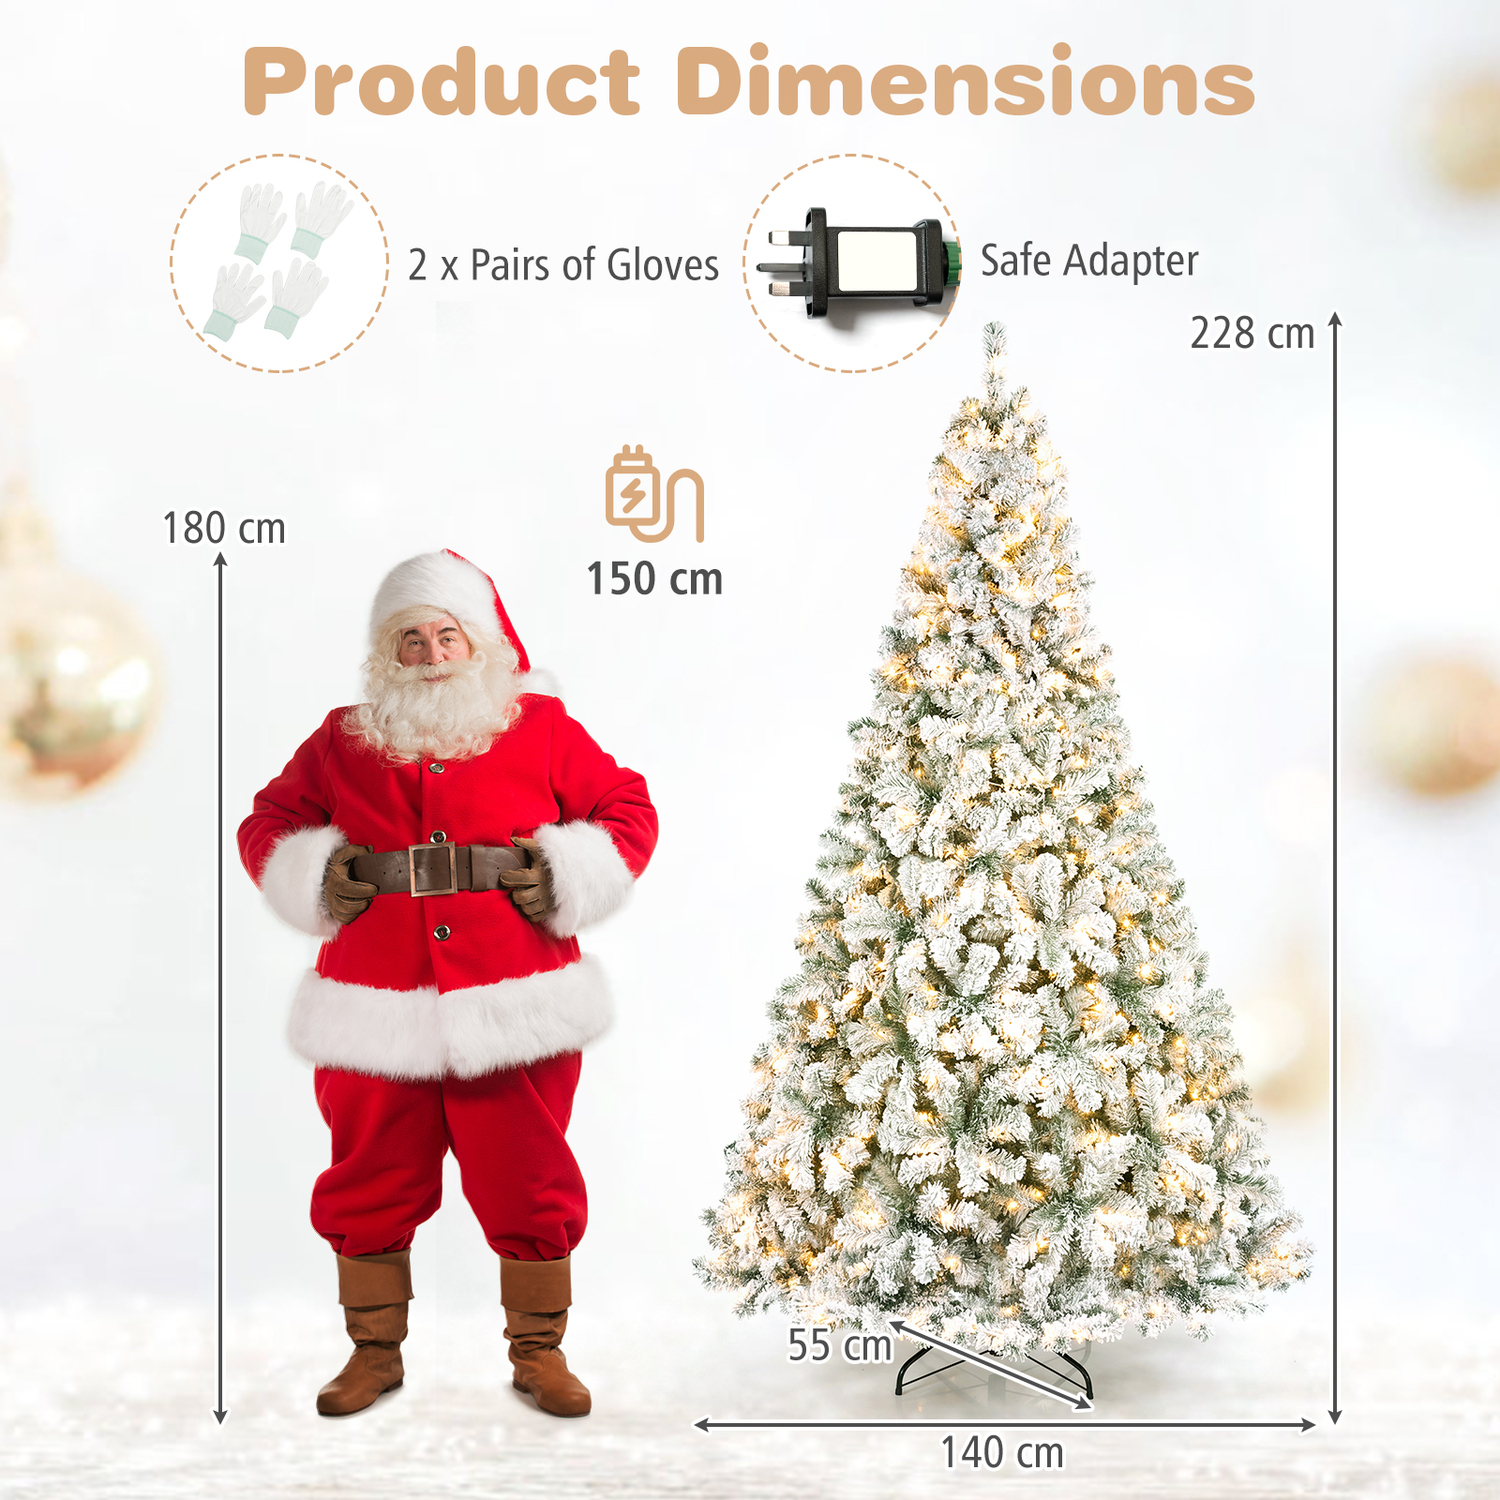 Product Dimensions
2 x Pairs of Gloves
Safe Adapter
228 cm
180 cm
150 cm
55 cm
140 cm